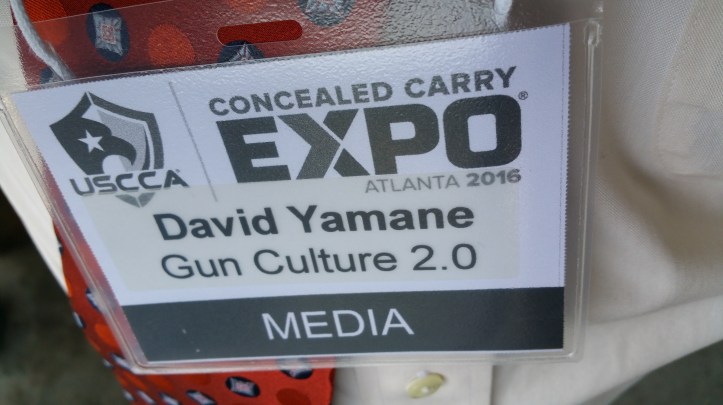 USCCA
CONCEALED CARRY
EXPO®
ATLANTA 2016
David Yamane
Gun Culture 2.0
MEDIA